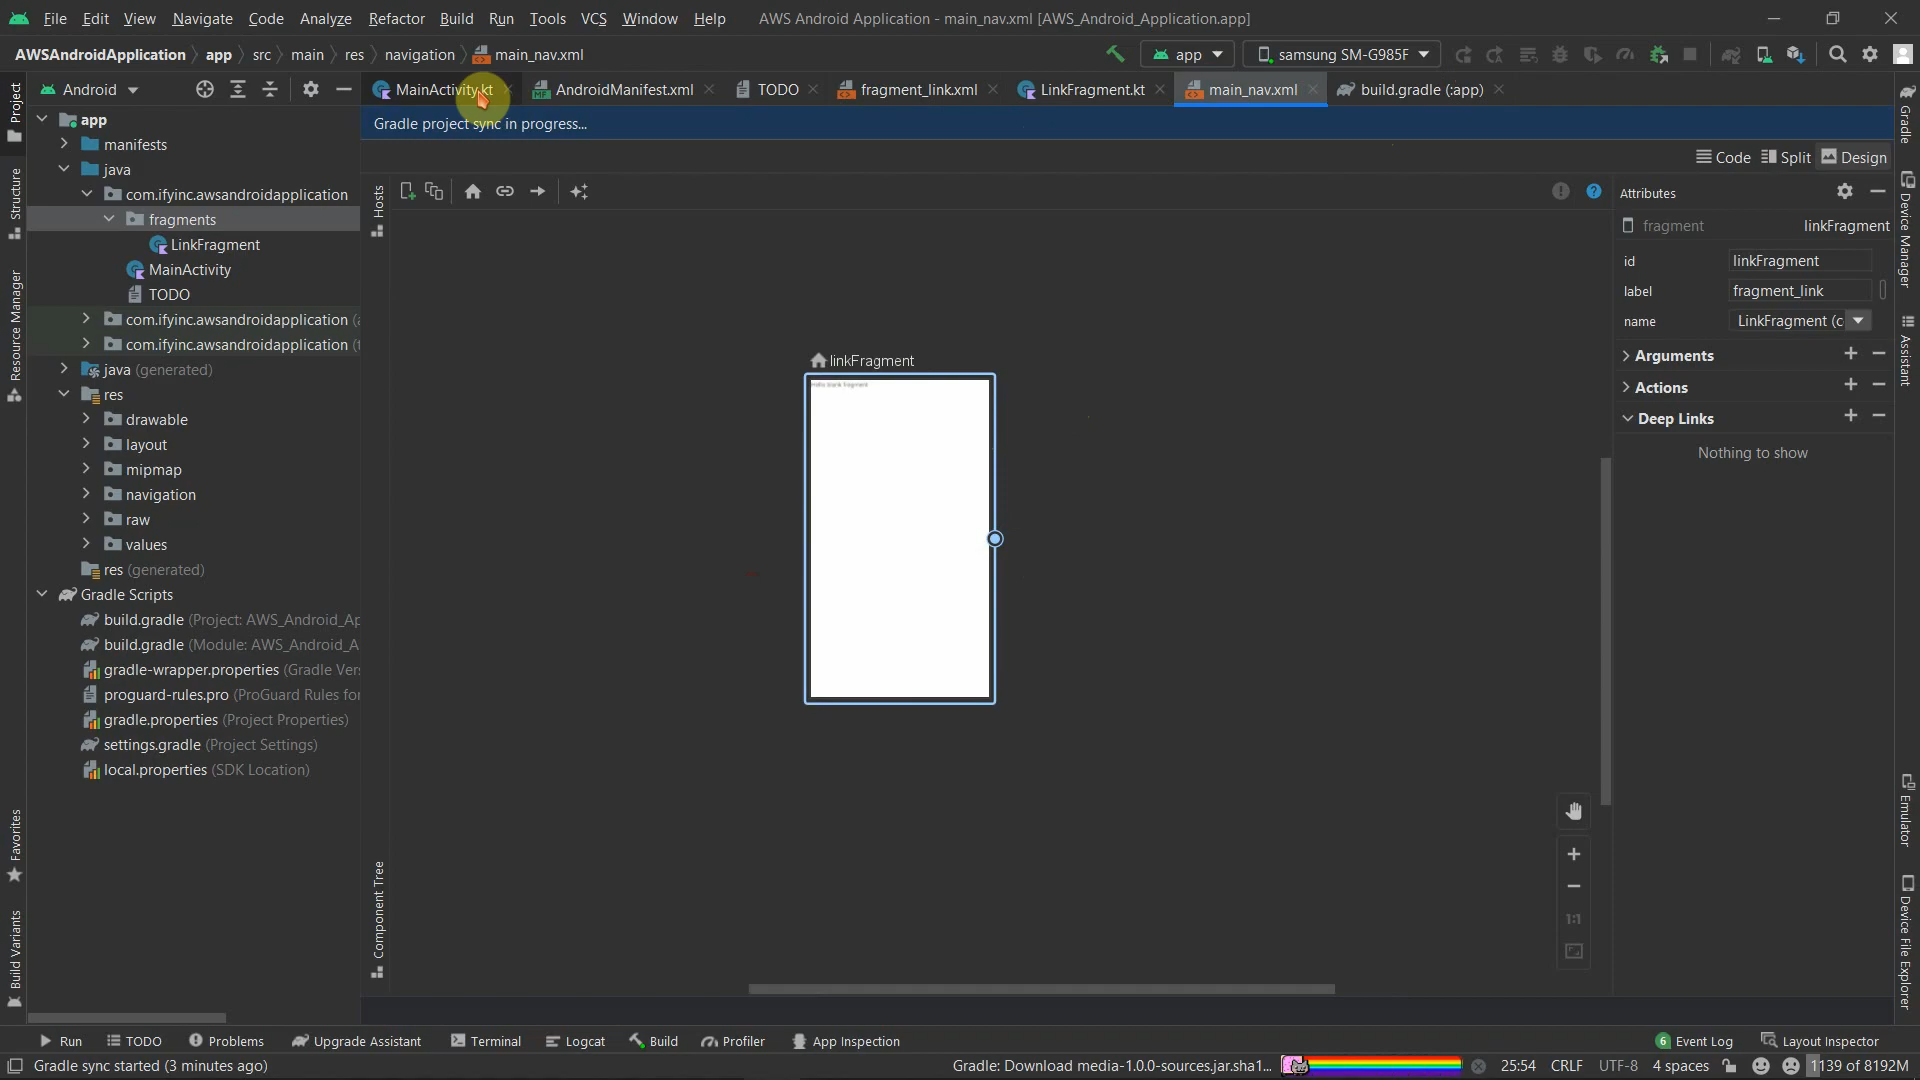 File Edit View Navigate Code Analyze Refactor Build Run Tools VCS Window Help AWS Android Application - main_nav.xml [AWS_Android_Application.app]
AWSAndroidApplication app src main res navigation main_nav.xml app samsung SM-G985F
Android MainActivity.kt AndroidManifest.xml TODO fragment_link.xml LinkFragment.kt main_nav.xml build.gradle (:app)
Gradle project sync in progress...
Code Split Design
app
manifests
java
com.ifyinc.awsandroidapplication
fragments
LinkFragment
MainActivity
TODO
com.ifyinc.awsandroidapplication
com.ifyinc.awsandroidapplication
java (generated)
res
drawable
layout
mipmap
navigation
raw
values
res (generated)
Gradle Scripts
build.gradle (Project: AWS_Android_Ap
build.gradle (Module: AWS_Android_A
gradle-wrapper.properties (Gradle Ver
proguard-rules.pro (ProGuard Rules for
gradle.properties (Project Properties)
settings.gradle (Project Settings)
local.properties (SDK Location)
Project
Structure
Resource Manager
Favorites
Build Variants
Hosts
Component Tree
linkFragment
Hello blank fragment
1:1
Attributes
fragment linkFragment
id linkFragment
label fragment_link
name LinkFragment (c
Arguments
Actions
Deep Links
Nothing to show
Gradle
Device Manager
Assistant
Emulator
Device File Explorer
Run TODO Problems Upgrade Assistant Terminal Logcat Build Profiler App Inspection 6 Event Log Layout Inspector
Gradle sync started (3 minutes ago) Gradle: Download media-1.0.0-sources.jar.sha1... 25:54 CRLF UTF-8 4 spaces 1139 of 8192M